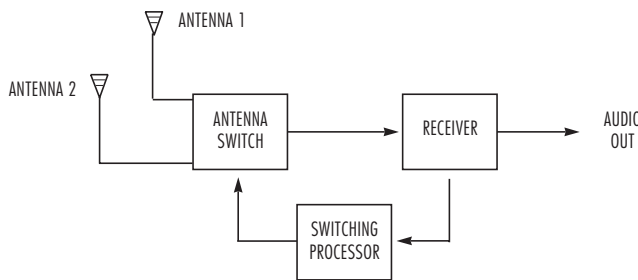 ANTENNA 1
ANTENNA 2
ANTENNA
SWITCH
RECEIVER
AUDIO
OUT
SWITCHING
PROCESSOR